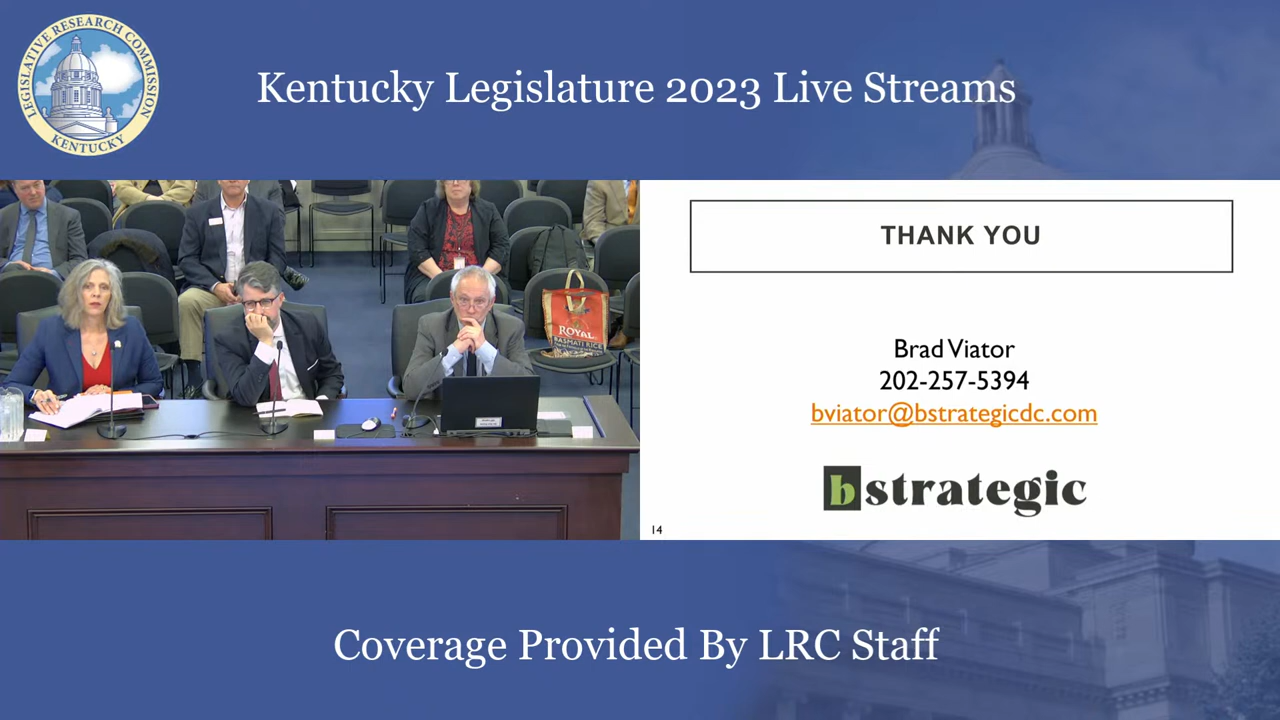 LEGISLATIVE RESEARCH COMMISSION
KENTUCKY
Kentucky Legislature 2023 Live Streams
ROYAL
BASMATI RICE
THANK YOU
Brad Viator
202-257-5394
bviator@bstrategicdc.com
bstrategic
14
Coverage Provided By LRC Staff